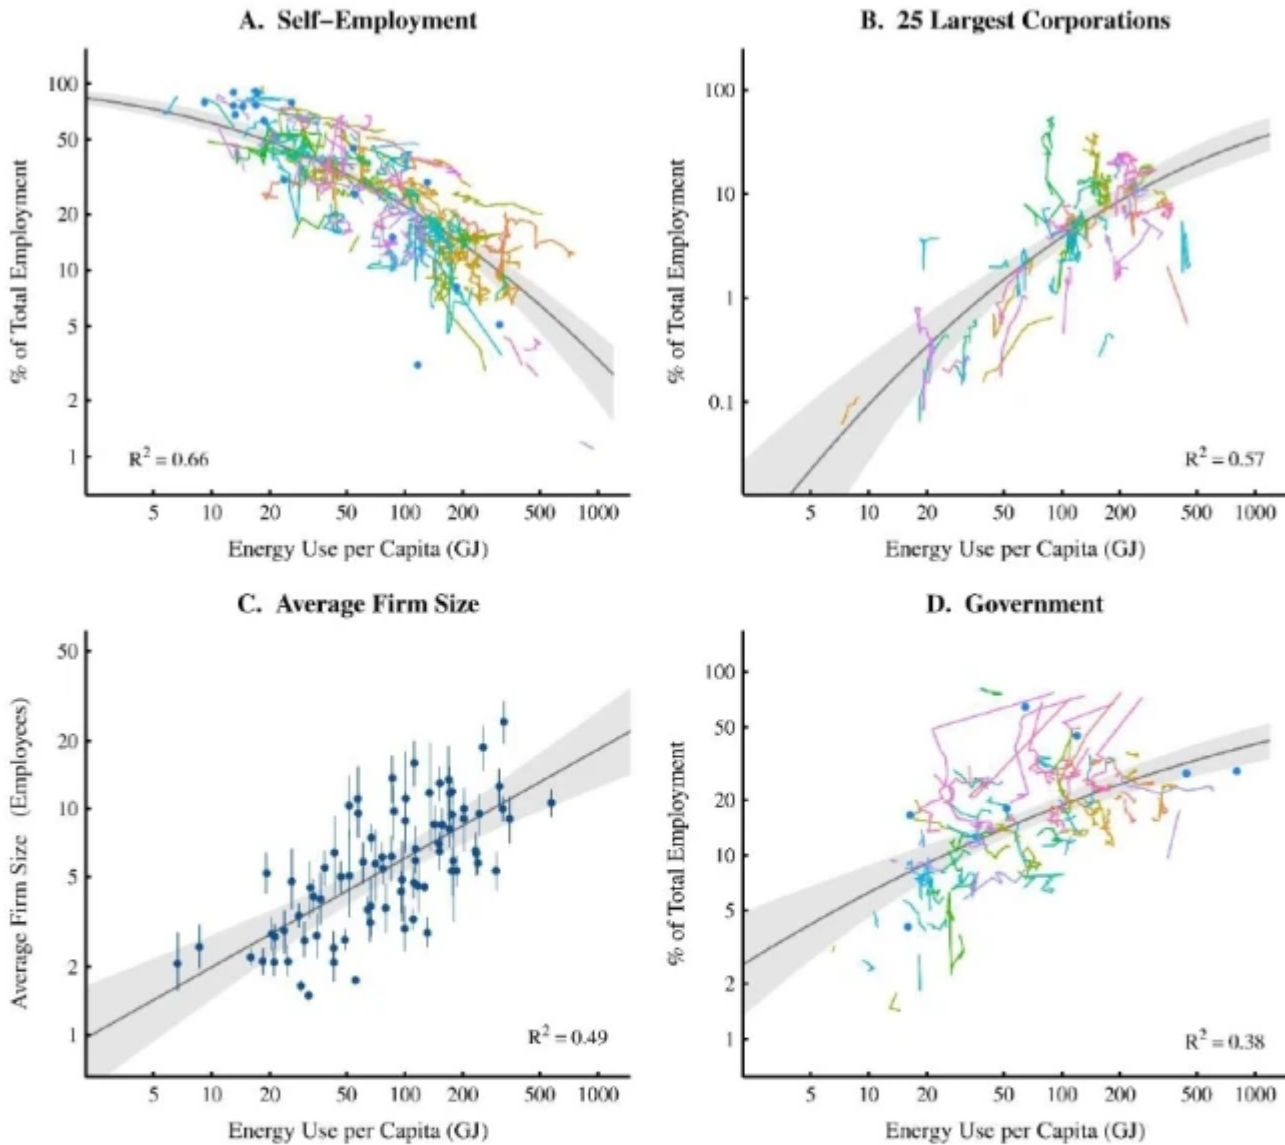 A. Self-Employment
% of Total Employment
100
50
20
10
5
2
1
R² = 0.66
5 10 20 50 100 200 500 1000
Energy Use per Capita (GJ)
B. 25 Largest Corporations
% of Total Employment
100
10
1
0.1
R² = 0.57
5 10 20 50 100 200 500 1000
Energy Use per Capita (GJ)
C. Average Firm Size
Average Firm Size (Employees)
50
20
10
5
2
1
R² = 0.49
5 10 20 50 100 200 500 1000
Energy Use per Capita (GJ)
D. Government
% of Total Employment
100
50
20
10
5
2
1
R² = 0.38
5 10 20 50 100 200 500 1000
Energy Use per Capita (GJ)